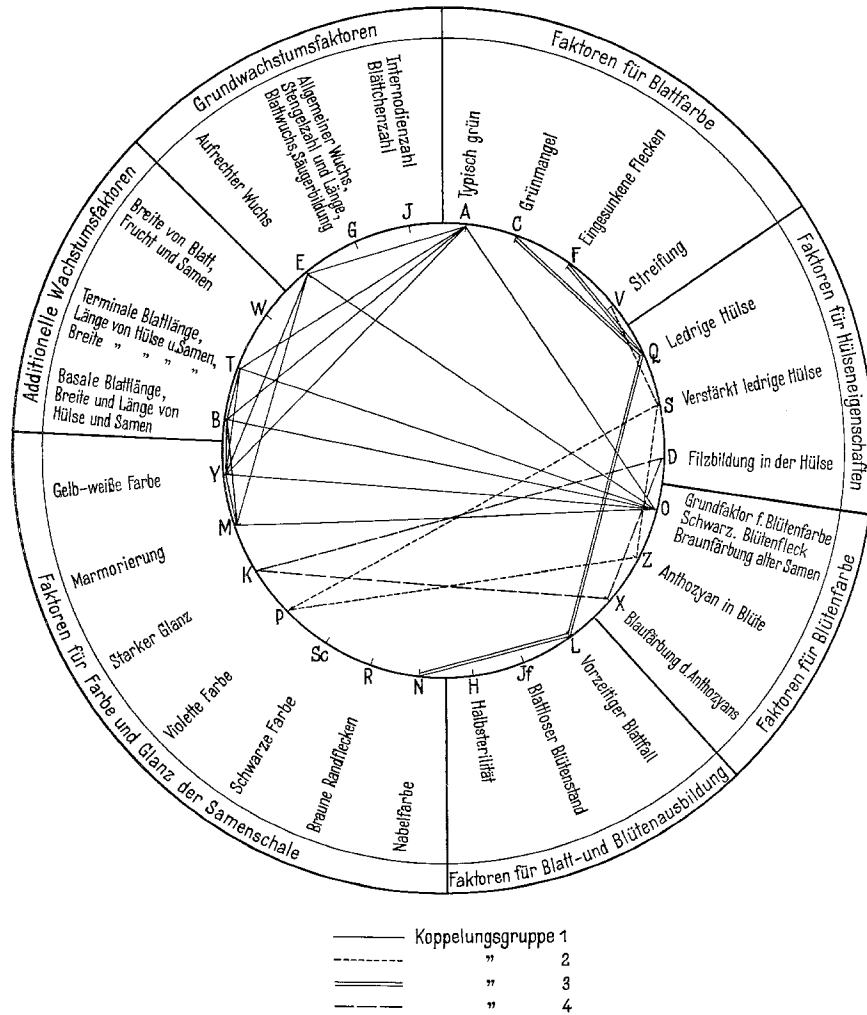 Grundwachstumsfaktoren
Aufrechter Wuchs
Allgemeiner Wuchs,
Stengelzahl und Länge,
Blattwuchs, Säugerbildung
Internodienzahl
Blättchenzahl
Faktoren für Blattfarbe
Typisch grün
Grünmangel
Eingesunkene Flecken
Streifung
Faktoren für Hülseneigenschaften
Ledrige Hülse
Verstärkt ledrige Hülse
Filzbildung in der Hülse
Faktoren für Blütenfarbe
Grundfaktor f. Blütenfarbe
Schwarz. Blütenfleck
Braunfärbung alter Samen
Anthozyan in Blüte
Blaufärbung d. Anthozyans
Faktoren für Blatt- und Blütenausbildung
Vorzeitiger Blattfall
Blattloser Blütenstand
Halbsterilität
Faktoren für Farbe und Glanz der Samenschale
Nabelfarbe
Braune Randflecken
Schwarze Farbe
Violette Farbe
Starker Glanz
Marmorierung
Gelb-weiße Farbe
Additionelle Wachstumsfaktoren
Basale Blattlänge,
Breite und Länge von
Hülse und Samen
Terminale Blattlänge,
Länge von Hülse u. Samen,
Breite " " " "
Breite von Blatt,
Frucht und Samen
A
C
F
V
Q
S
D
O
Z
X
L
Jf
H
N
R
Sc
P
K
M
Y
B
T
W
E
G
J
Koppelungsgruppe 1
" 2
" 3
" 4